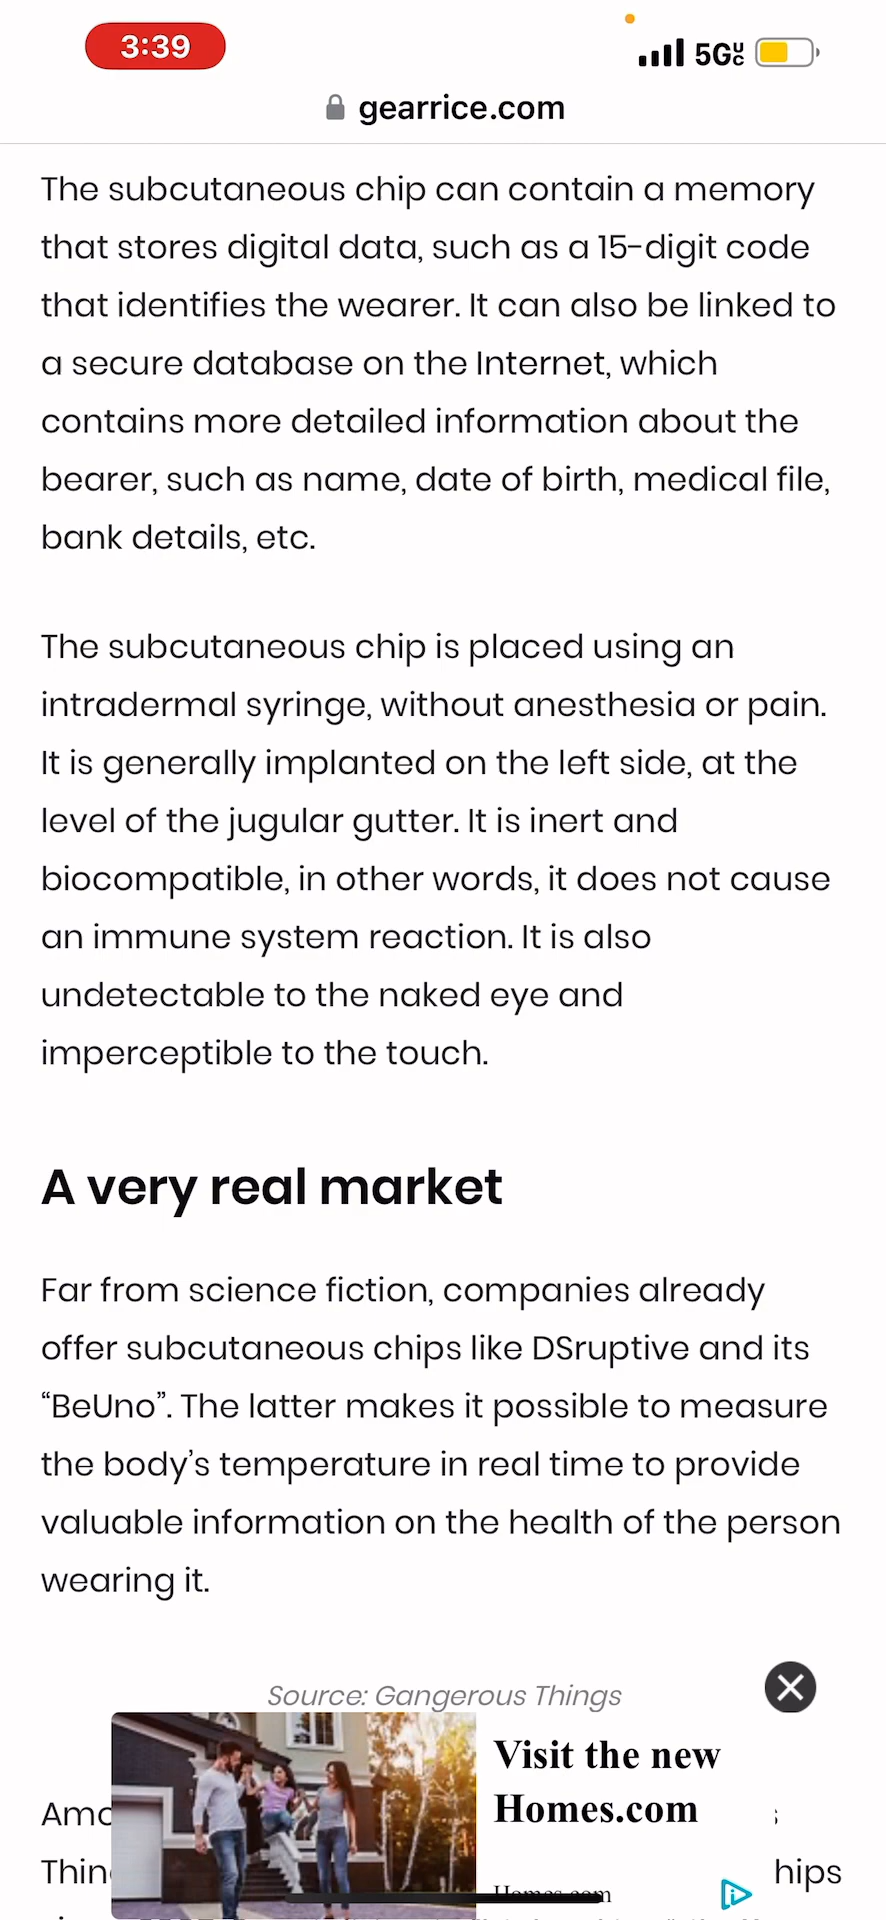 3:39
5G UC
gearrice.com
The subcutaneous chip can contain a memory
that stores digital data, such as a 15-digit code
that identifies the wearer. It can also be linked to
a secure database on the Internet, which
contains more detailed information about the
bearer, such as name, date of birth, medical file,
bank details, etc.
The subcutaneous chip is placed using an
intradermal syringe, without anesthesia or pain.
It is generally implanted on the left side, at the
level of the jugular gutter. It is inert and
biocompatible, in other words, it does not cause
an immune system reaction. It is also
undetectable to the naked eye and
imperceptible to the touch.
A very real market
Far from science fiction, companies already
offer subcutaneous chips like DSruptive and its
“BeUno”. The latter makes it possible to measure
the body’s temperature in real time to provide
valuable information on the health of the person
wearing it.
Source: Gangerous Things
Visit the new
Homes.com
Homes.com